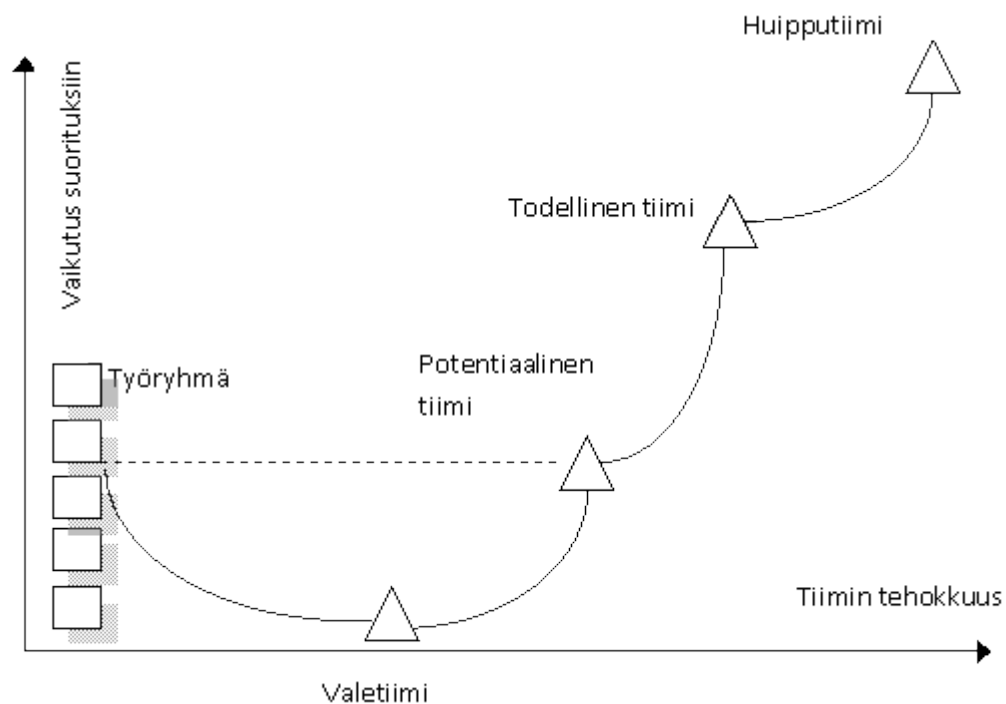 Huipputiimi
Vaikutus suorituksiin
Todellinen tiimi
Työryhmä
Potentiaalinen
tiimi
Tiimin tehokkuus
Valetiimi